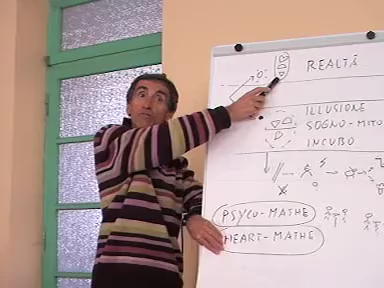 REALTÀ
ILLUSIONE
SOGNO-MITO
INCUBO
PSYCO-MATHE
HEART-MATHE